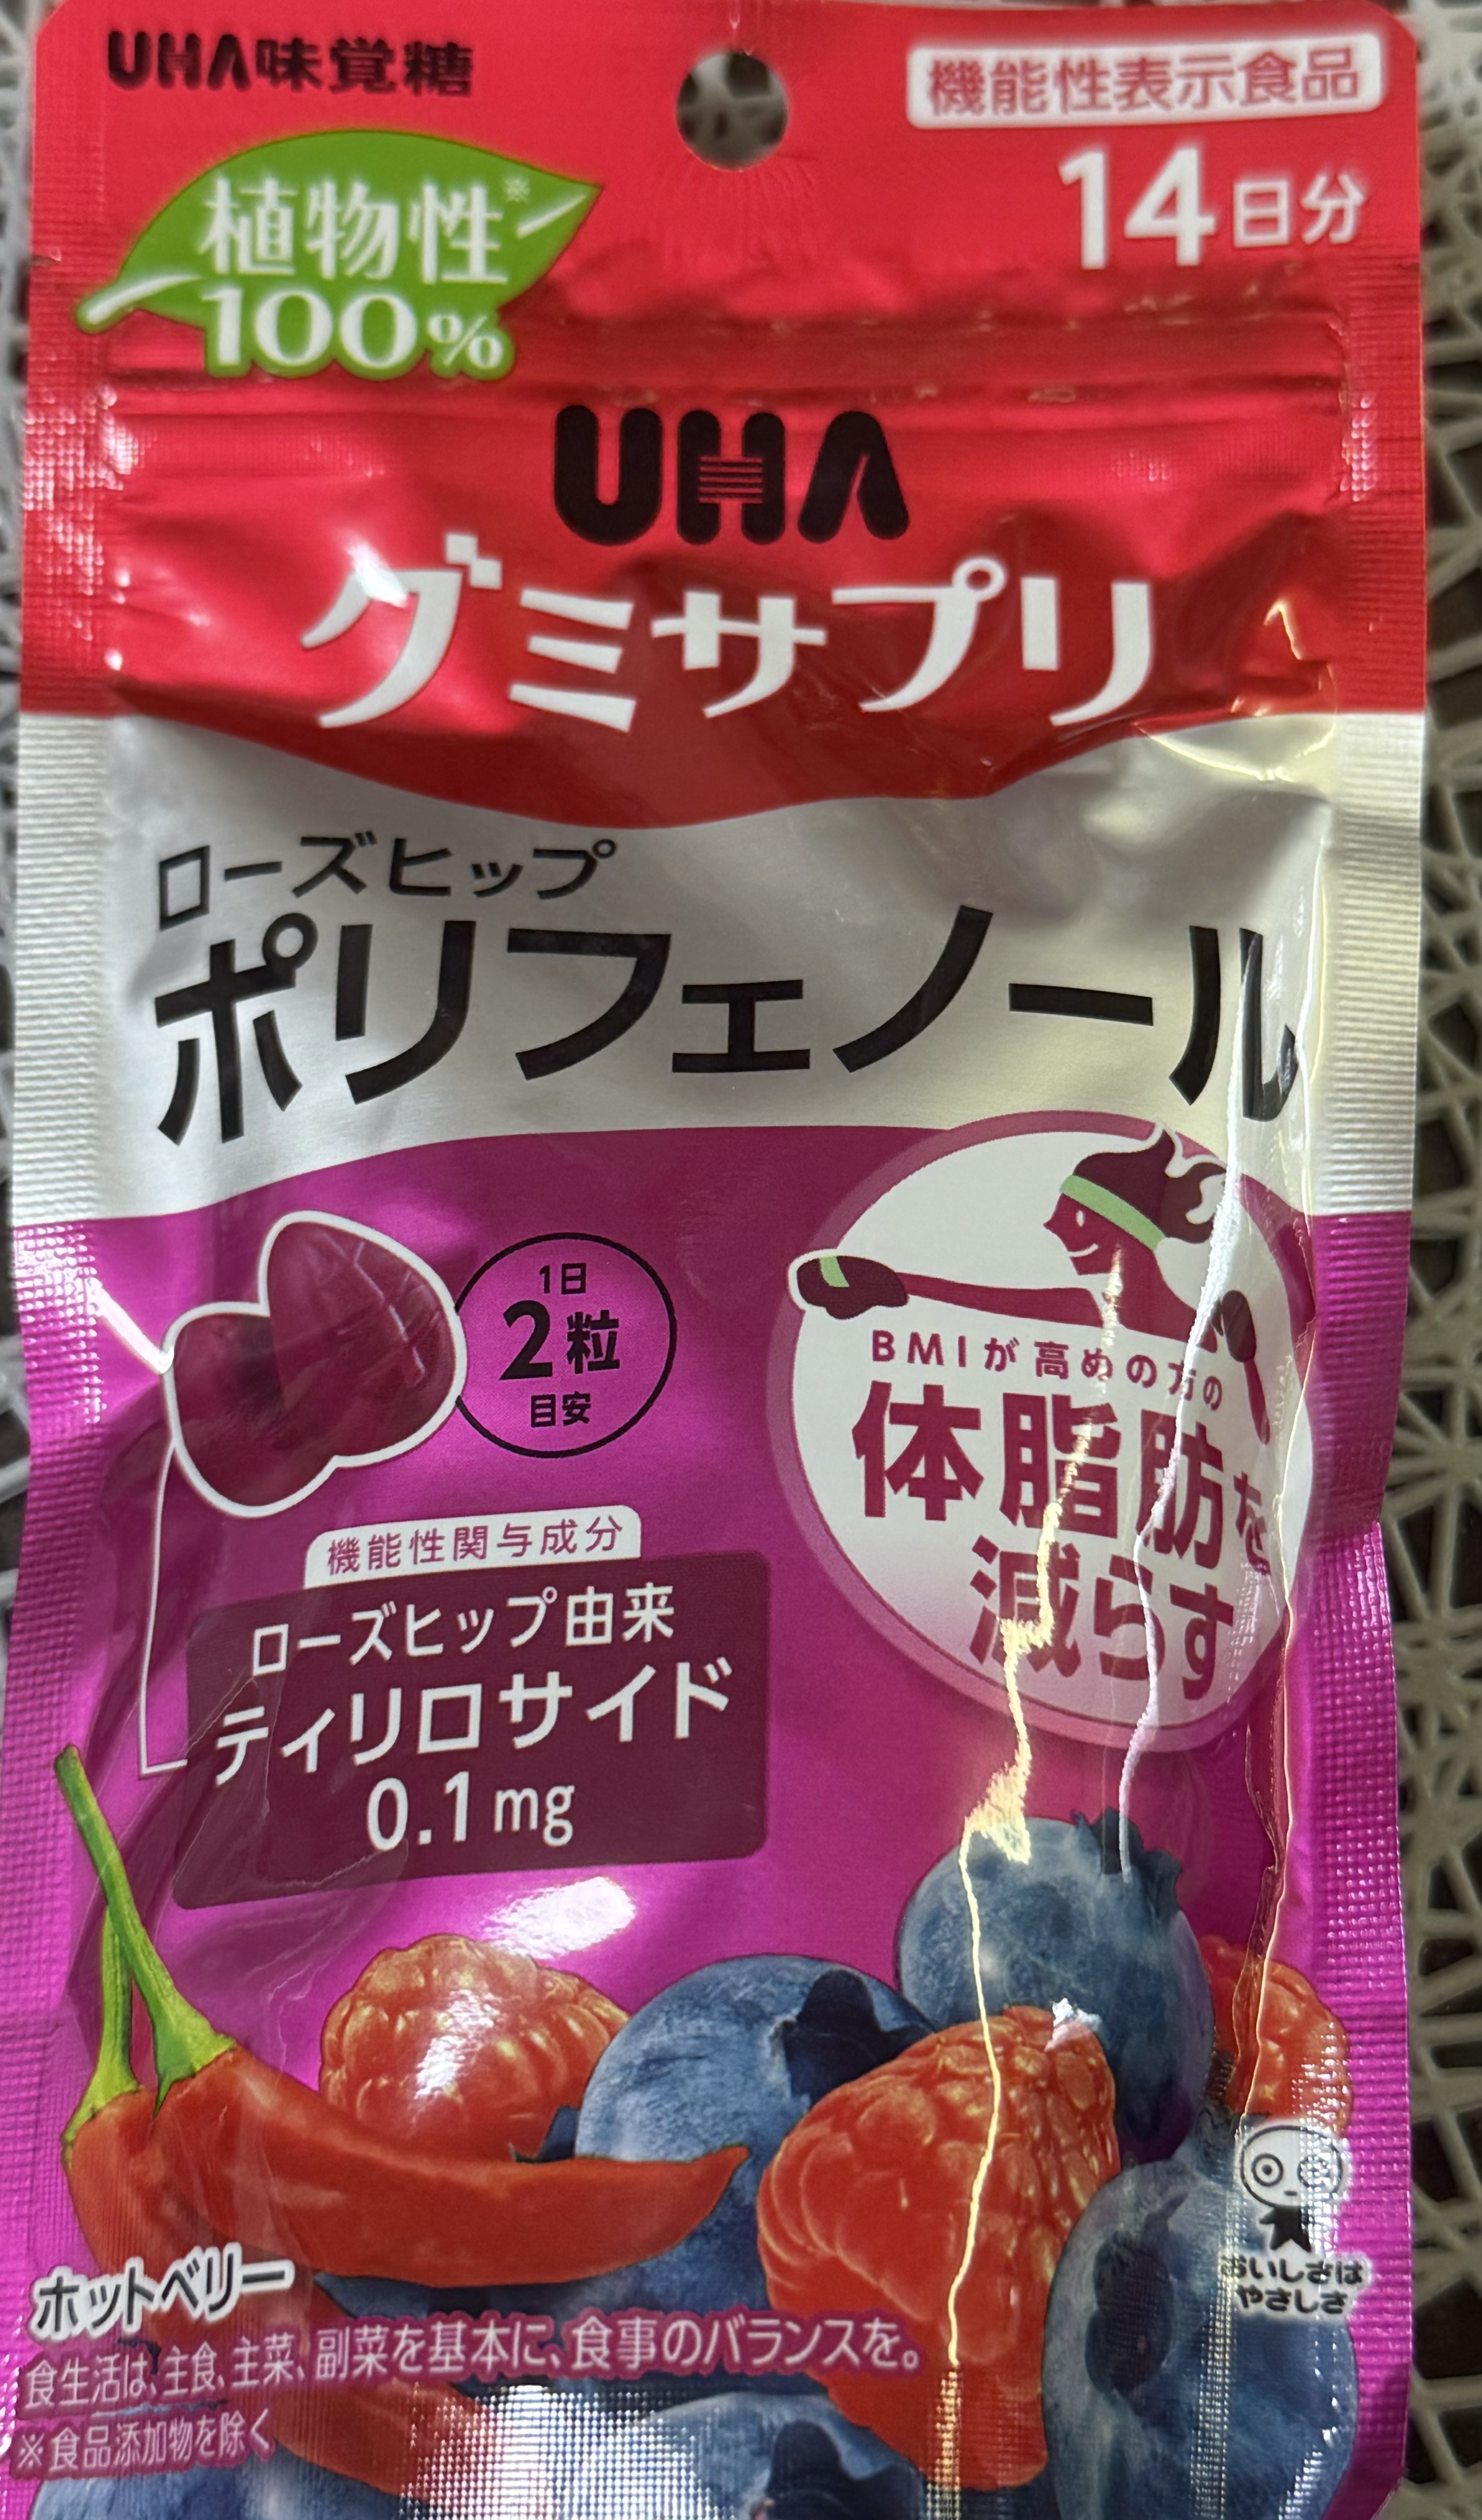 UHA味覚糖
機能性表示食品
14日分
植物性※
100%
UHA
グミサプリ
ローズヒップ
ポリフェノール
1日
2粒
目安
BMIが高めの方の
体脂肪を
減らす
機能性関与成分
ローズヒップ由来
ティリロサイド
0.1mg
おいしさは
やさしさ
ホットベリー
食生活は、主食、主菜、副菜を基本に、食事のバランスを。
※食品添加物を除く